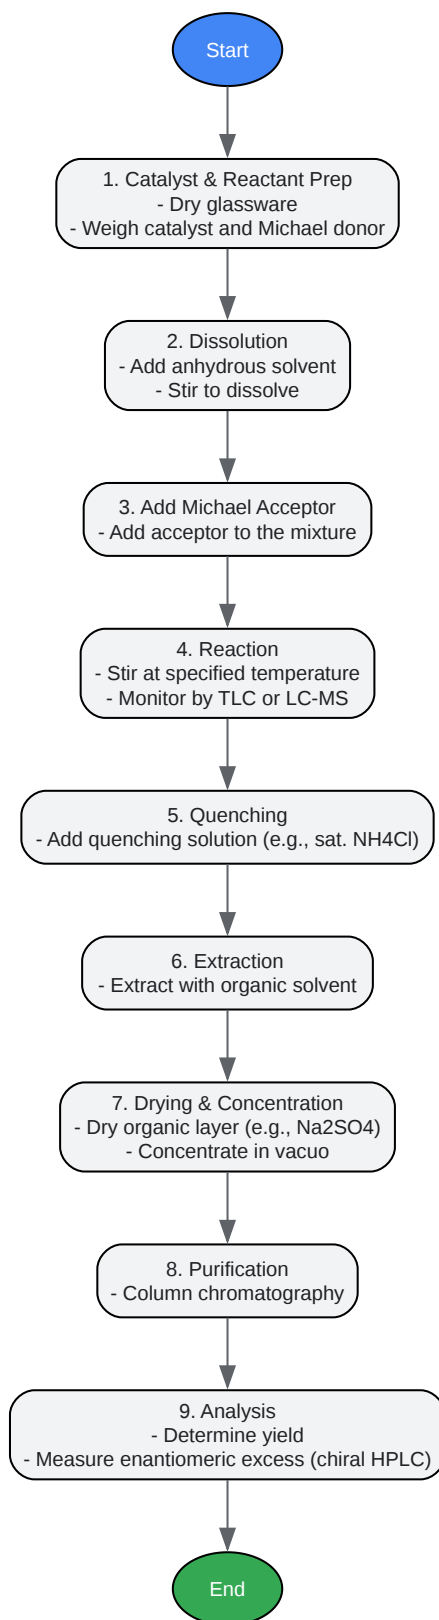 Start
1. Catalyst & Reactant Prep
- Dry glassware
- Weigh catalyst and Michael donor
2. Dissolution
- Add anhydrous solvent
- Stir to dissolve
3. Add Michael Acceptor
- Add acceptor to the mixture
4. Reaction
- Stir at specified temperature
- Monitor by TLC or LC-MS
5. Quenching
- Add quenching solution (e.g., sat. NH4Cl)
6. Extraction
- Extract with organic solvent
7. Drying & Concentration
- Dry organic layer (e.g., Na2SO4)
- Concentrate in vacuo
8. Purification
- Column chromatography
9. Analysis
- Determine yield
- Measure enantiomeric excess (chiral HPLC)
End